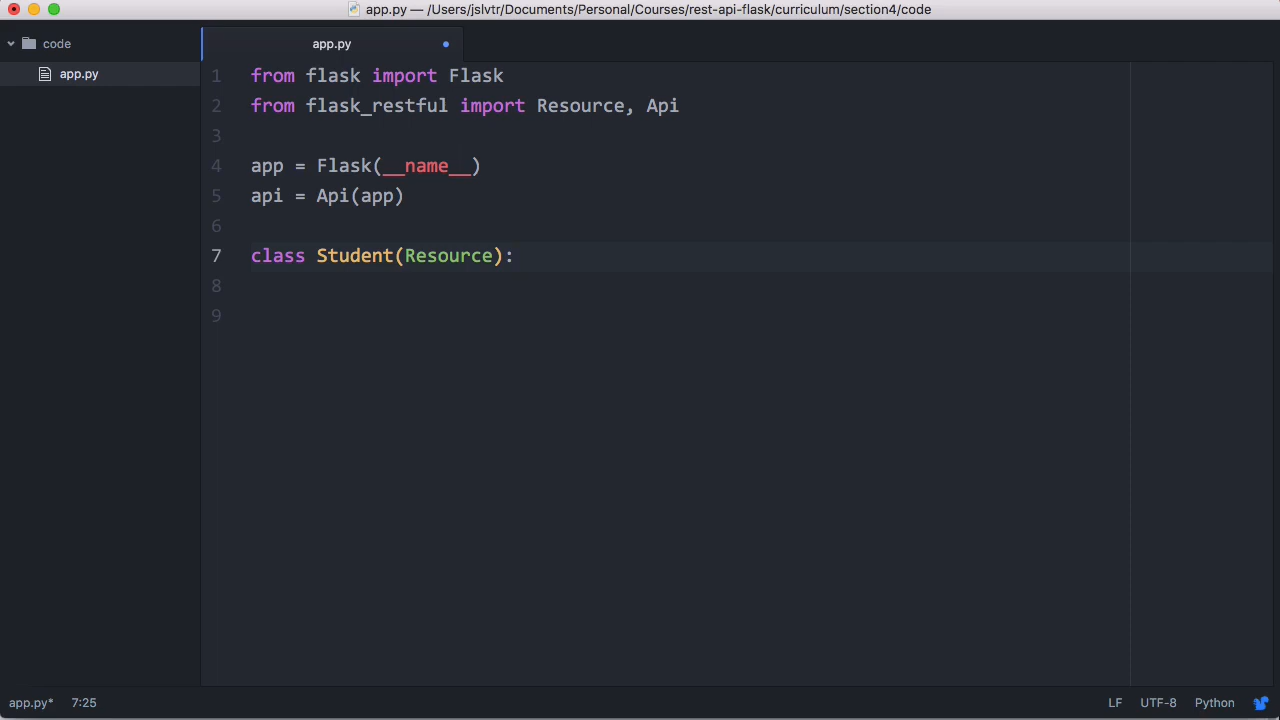 app.py — /Users/jslvtr/Documents/Personal/Courses/rest-api-flask/curriculum/section4/code
code
app.py
app.py
1 from flask import Flask
2 from flask_restful import Resource, Api
3
4 app = Flask(__name__)
5 api = Api(app)
6
7 class Student(Resource):
8
9
app.py* 7:25 LF UTF-8 Python